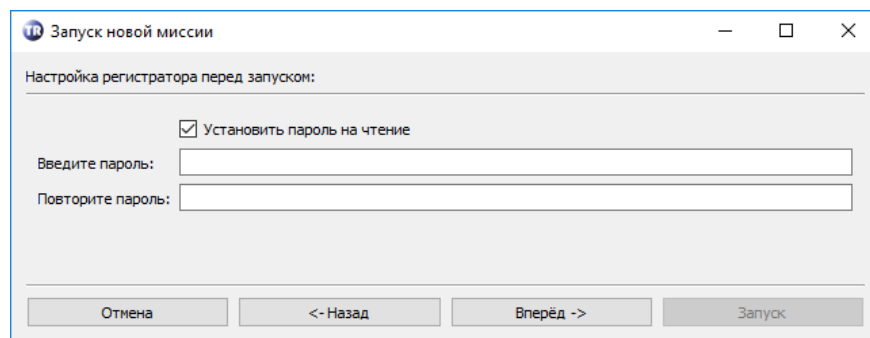 TR Запуск новой миссии
Настройка регистратора перед запуском:
Установить пароль на чтение
Введите пароль:
Повторите пароль:
Отмена <- Назад Вперёд -> Запуск